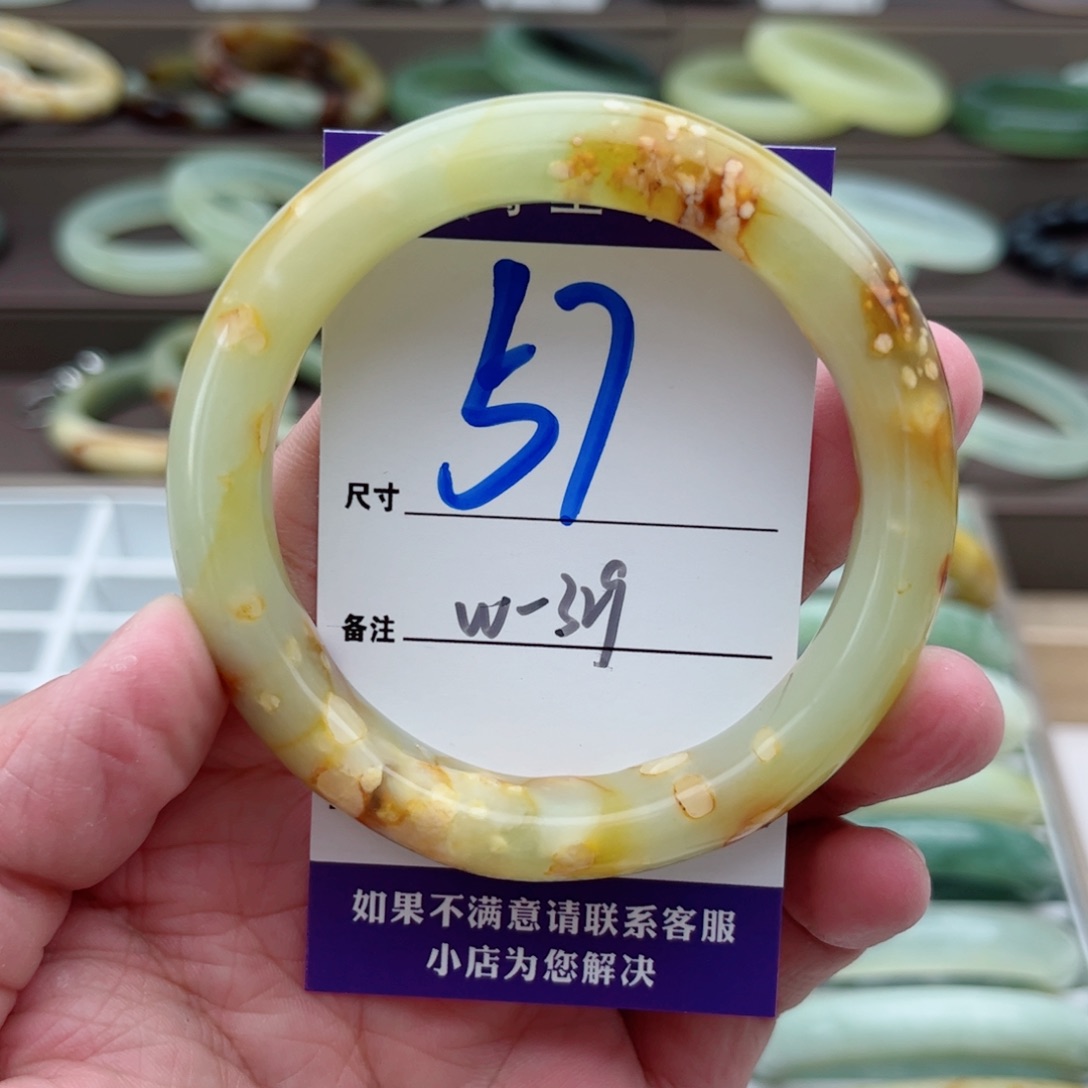 尺寸 57
备注 W-39
如果不满意请联系客服
小店为您解决